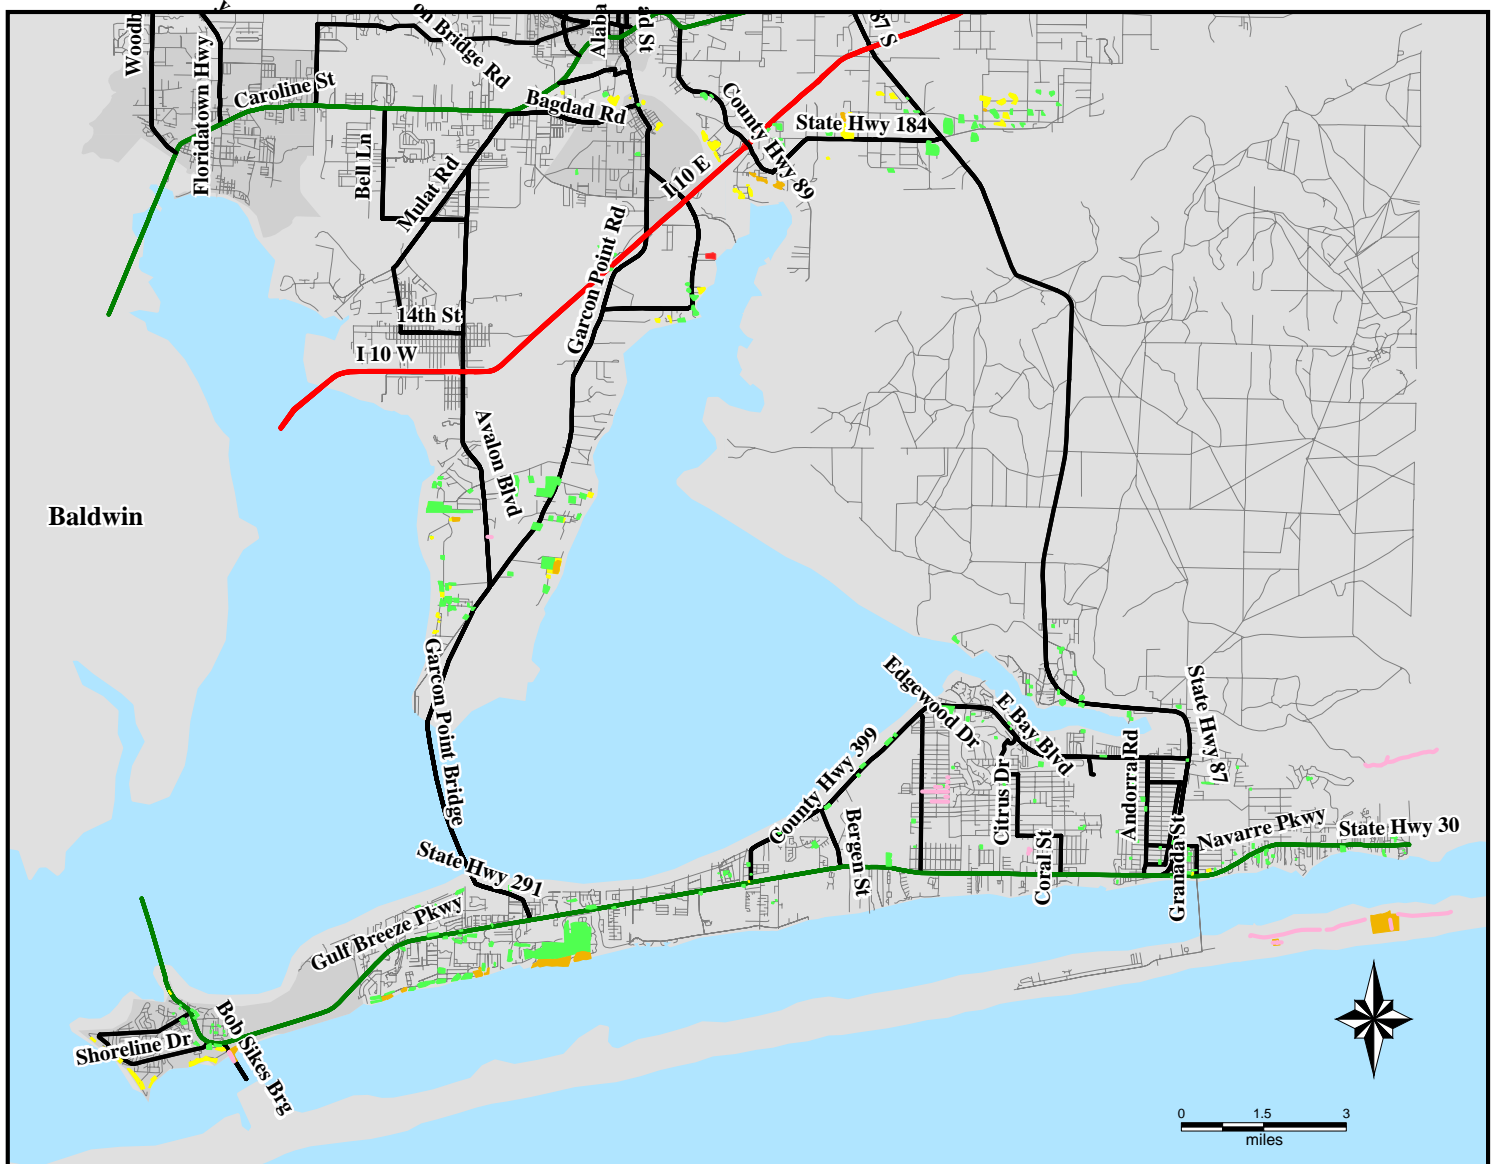 Woodb
Floridatown Hwy
Caroline St
on Bridge Rd
Alaba
87 S
Bagdad Rd
County Hwy 89
State Hwy 184
Bell Ln
Mulat Rd
I 10 E
Garcon Point Rd
14th St
I 10 W
Avalon Blvd
Baldwin
Garcon Point Bridge
Edgewood Dr
E Bay Blvd
State Hwy 87
County Hwy 399
Citrus Dr
Andorra Rd
Bergen St
Coral St
Granada St
Navarre Pkwy
State Hwy 30
State Hwy 291
Gulf Breeze Pkwy
Shoreline Dr
Bob Sikes Brg
0 1.5 3
miles